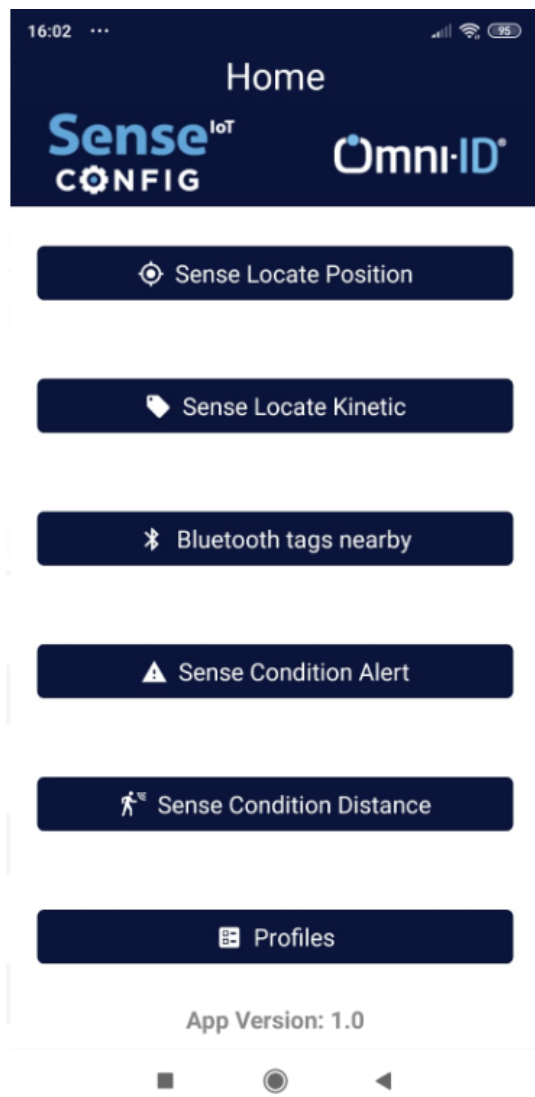 16:02 ...
95
Home
Sense IoT
CONFIG
Omni-ID®
Sense Locate Position
Sense Locate Kinetic
Bluetooth tags nearby
Sense Condition Alert
Sense Condition Distance
Profiles
App Version: 1.0